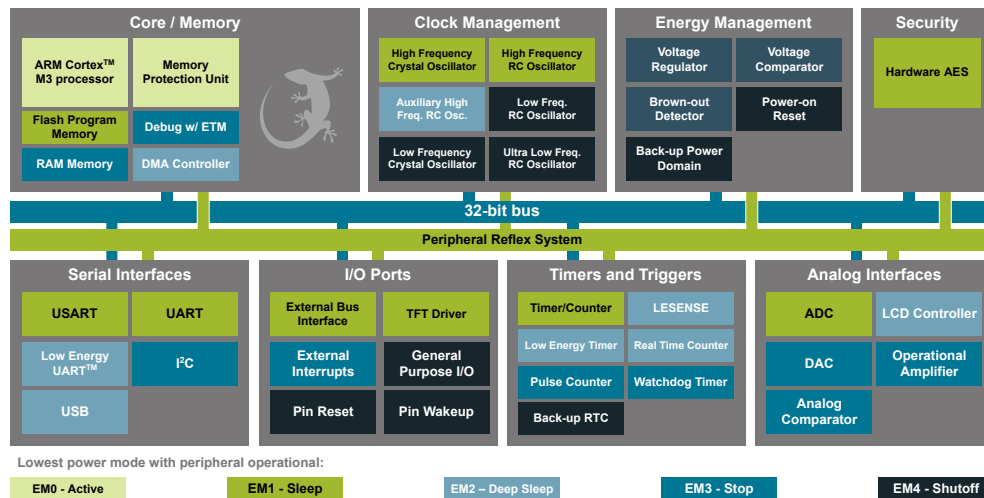 Core / Memory
ARM Cortex™
M3 processor
Memory
Protection Unit
Flash Program
Memory
Debug w/ ETM
RAM Memory
DMA Controller
Clock Management
High Frequency
Crystal Oscillator
High Frequency
RC Oscillator
Auxiliary High
Freq. RC Osc.
Low Freq.
RC Oscillator
Low Frequency
Crystal Oscillator
Ultra Low Freq.
RC Oscillator
Energy Management
Voltage
Regulator
Voltage
Comparator
Brown-out
Detector
Power-on
Reset
Back-up Power
Domain
Security
Hardware AES
32-bit bus
Peripheral Reflex System
Serial Interfaces
USART
UART
Low Energy
UART™
I²C
USB
I/O Ports
External Bus
Interface
TFT Driver
External
Interrupts
General
Purpose I/O
Pin Reset
Pin Wakeup
Timers and Triggers
Timer/Counter
LESENSE
Low Energy Timer
Real Time Counter
Pulse Counter
Watchdog Timer
Back-up RTC
Analog Interfaces
ADC
LCD Controller
DAC
Operational
Amplifier
Analog
Comparator
Lowest power mode with peripheral operational:
EM0 - Active
EM1 - Sleep
EM2 – Deep Sleep
EM3 - Stop
EM4 - Shutoff